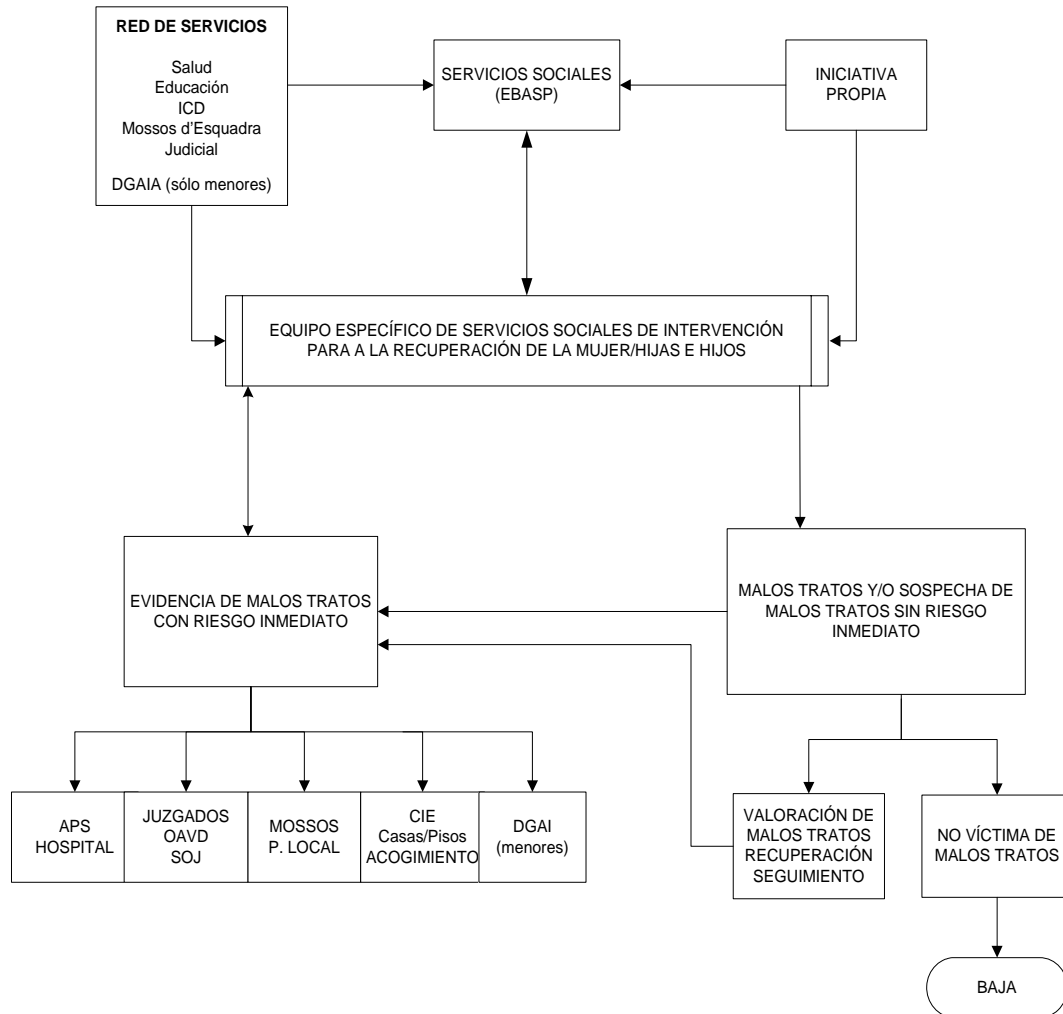 RED DE SERVICIOS
Salud
Educación
ICD
Mossos d'Esquadra
Judicial
DGAIA (sólo menores)
SERVICIOS SOCIALES
(EBASP)
INICIATIVA
PROPIA
EQUIPO ESPECÍFICO DE SERVICIOS SOCIALES DE INTERVENCIÓN
PARA A LA RECUPERACIÓN DE LA MUJER/HIJAS E HIJOS
EVIDENCIA DE MALOS TRATOS
CON RIESGO INMEDIATO
MALOS TRATOS Y/O SOSPECHA DE
MALOS TRATOS SIN RIESGO
INMEDIATO
APS
HOSPITAL
JUZGADOS
OAVD
SOJ
MOSSOS
P. LOCAL
CIE
Casas/Pisos
ACOGIMIENTO
DGAI
(menores)
VALORACIÓN DE
MALOS TRATOS
RECUPERACIÓN
SEGUIMIENTO
NO VÍCTIMA DE
MALOS TRATOS
BAJA